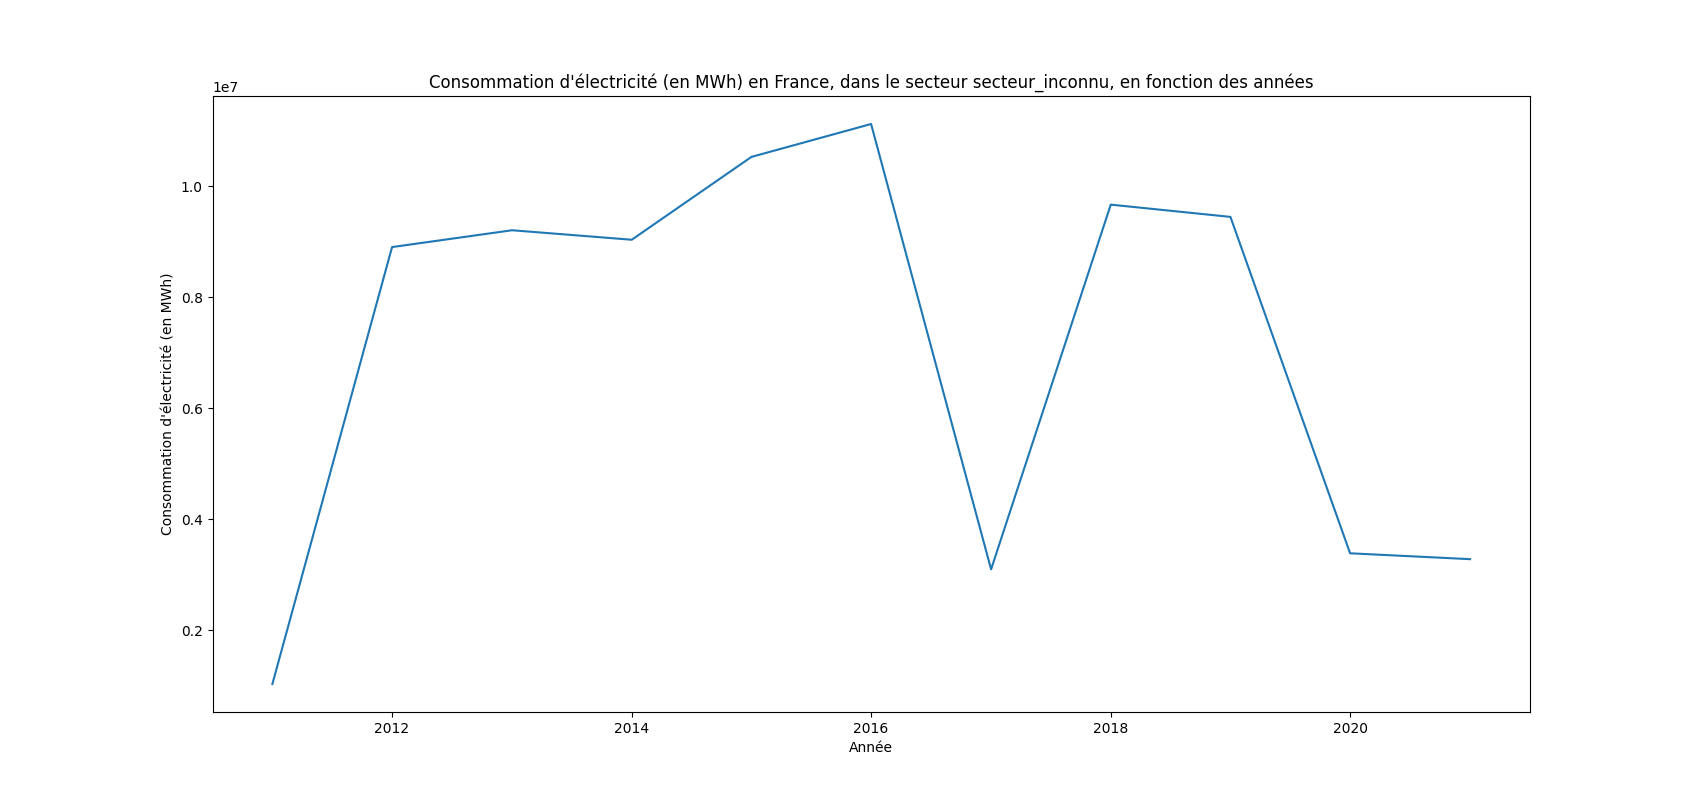 Consommation d'électricité (en MWh) en France, dans le secteur secteur_inconnu, en fonction des années
1e7
1.0
0.8
0.6
0.4
0.2
Consommation d'électricité (en MWh)
2012 2014 2016 2018 2020
Année